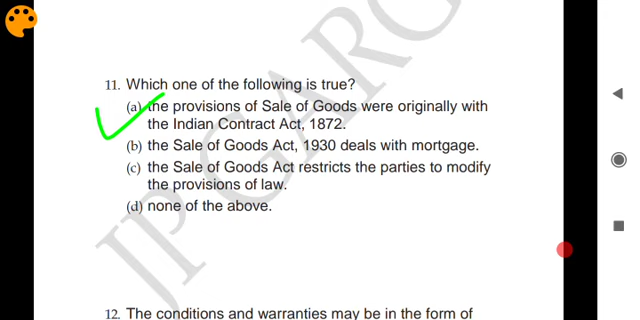 11. Which one of the following is true?
(a) the provisions of Sale of Goods were originally with
the Indian Contract Act, 1872.
(b) the Sale of Goods Act, 1930 deals with mortgage.
(c) the Sale of Goods Act restricts the parties to modify
the provisions of law.
(d) none of the above.
JP GARG
12. The conditions and warranties may be in the form of